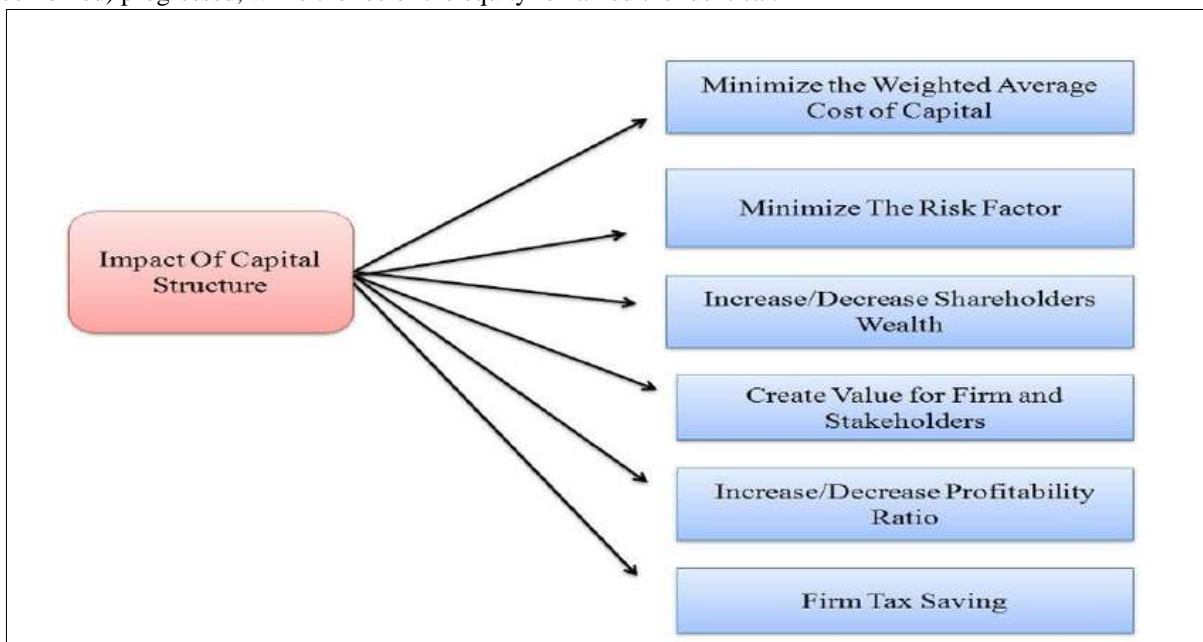 Impact Of Capital
Structure
Minimize the Weighted Average
Cost of Capital
Minimize The Risk Factor
Increase/Decrease Shareholders
Wealth
Create Value for Firm and
Stakeholders
Increase/Decrease Profitability
Ratio
Firm Tax Saving